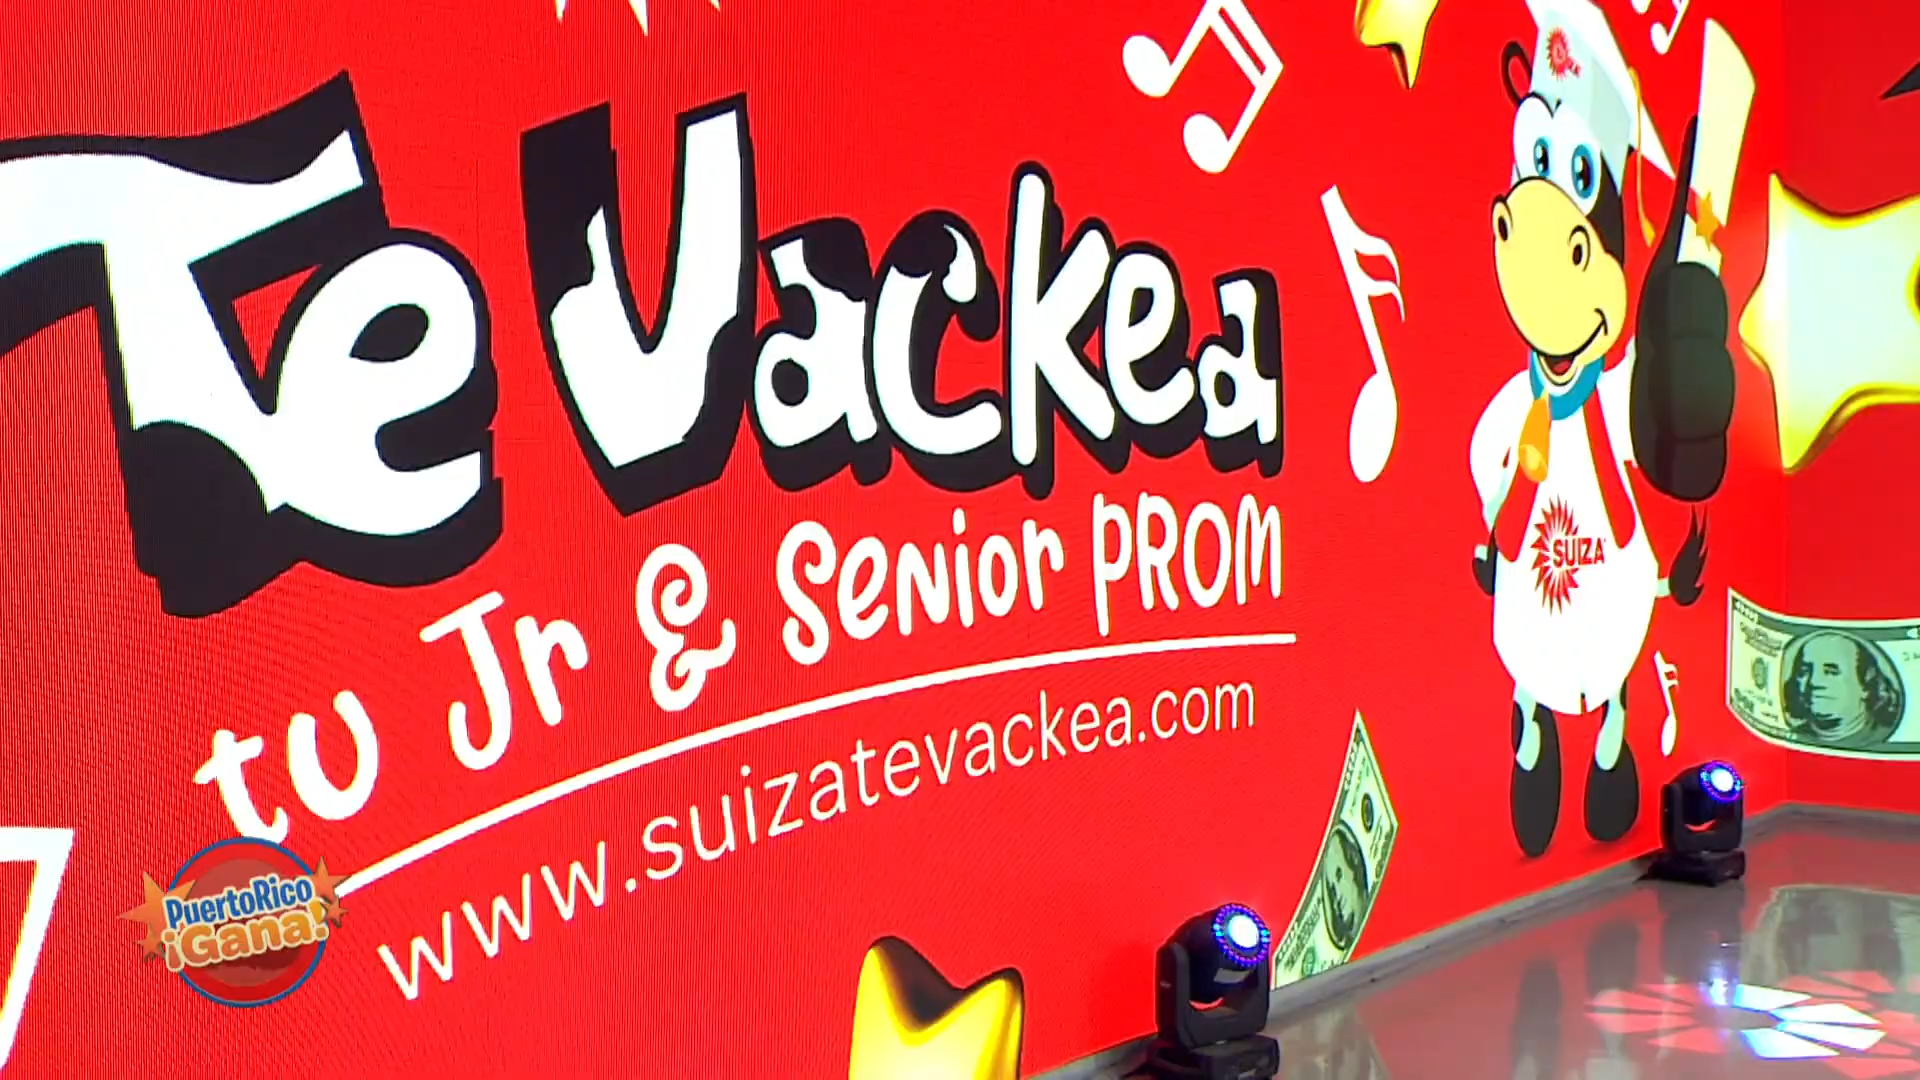 Te Vackea
tu Jr & Senior PROM
www.suizatevackea.com
SUIZA
PuertoRico
¡Gana!